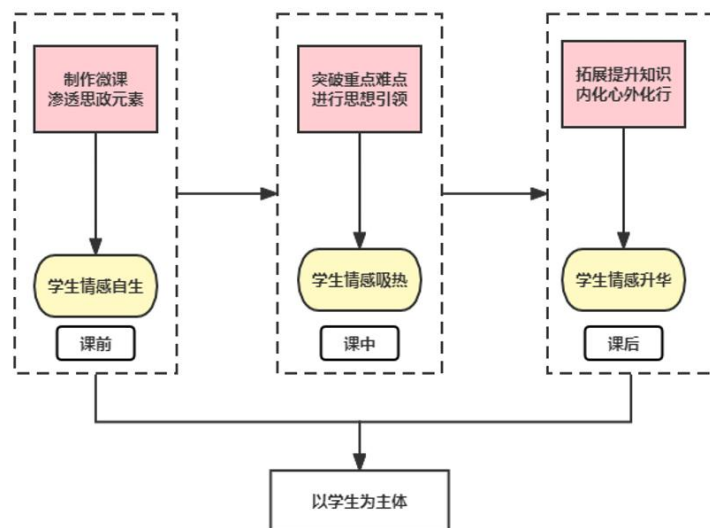 制作微课
渗透思政元素
学生情感自生
课前
突破重点难点
进行思想引领
学生情感吸热
课中
拓展提升知识
内化心外化行
学生情感升华
课后
以学生为主体